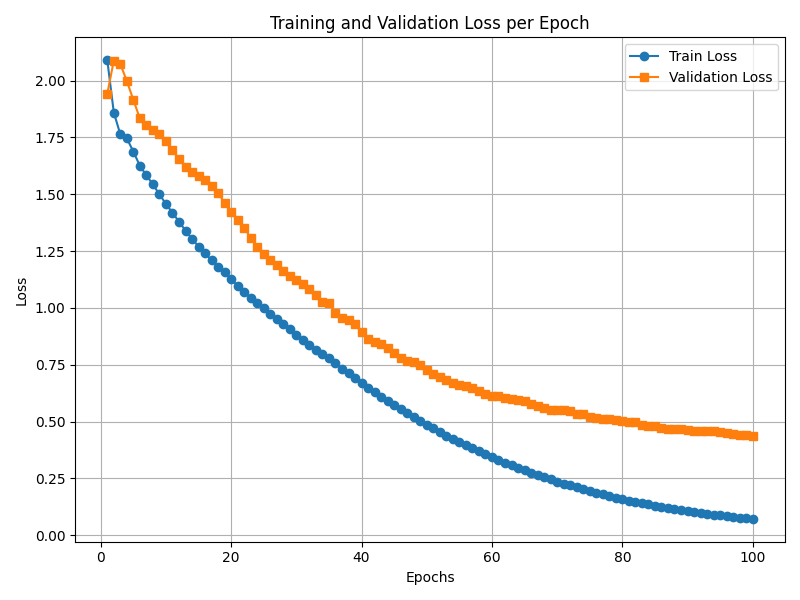 Training and Validation Loss per Epoch
Train Loss
Validation Loss
2.00
1.75
1.50
1.25
1.00
0.75
0.50
0.25
0.00
Loss
0 20 40 60 80 100
Epochs